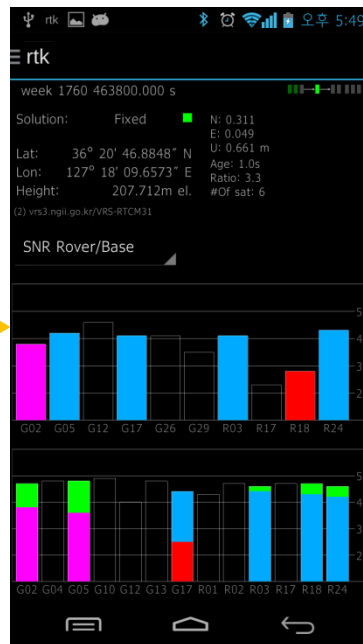 rtk 오후 5:49
rtk
week 1760 463800.000 s
Solution: Fixed
N: 0.311
E: 0.049
U: 0.661 m
Lat: 36° 20' 46.8848" N
Age: 1.0s
Lon: 127° 18' 09.6573" E
Ratio: 3.3
Height: 207.712m el.
#Of sat: 6
(2) vrs3.ngii.go.kr/VRS-RTCM31
SNR Rover/Base
5
4
3
2
G02 G05 G12 G17 G26 G29 R03 R17 R18 R24
5
4
3
2
G02 G04 G05 G10 G12 G13 G17 R01 R02 R03 R17 R18 R24